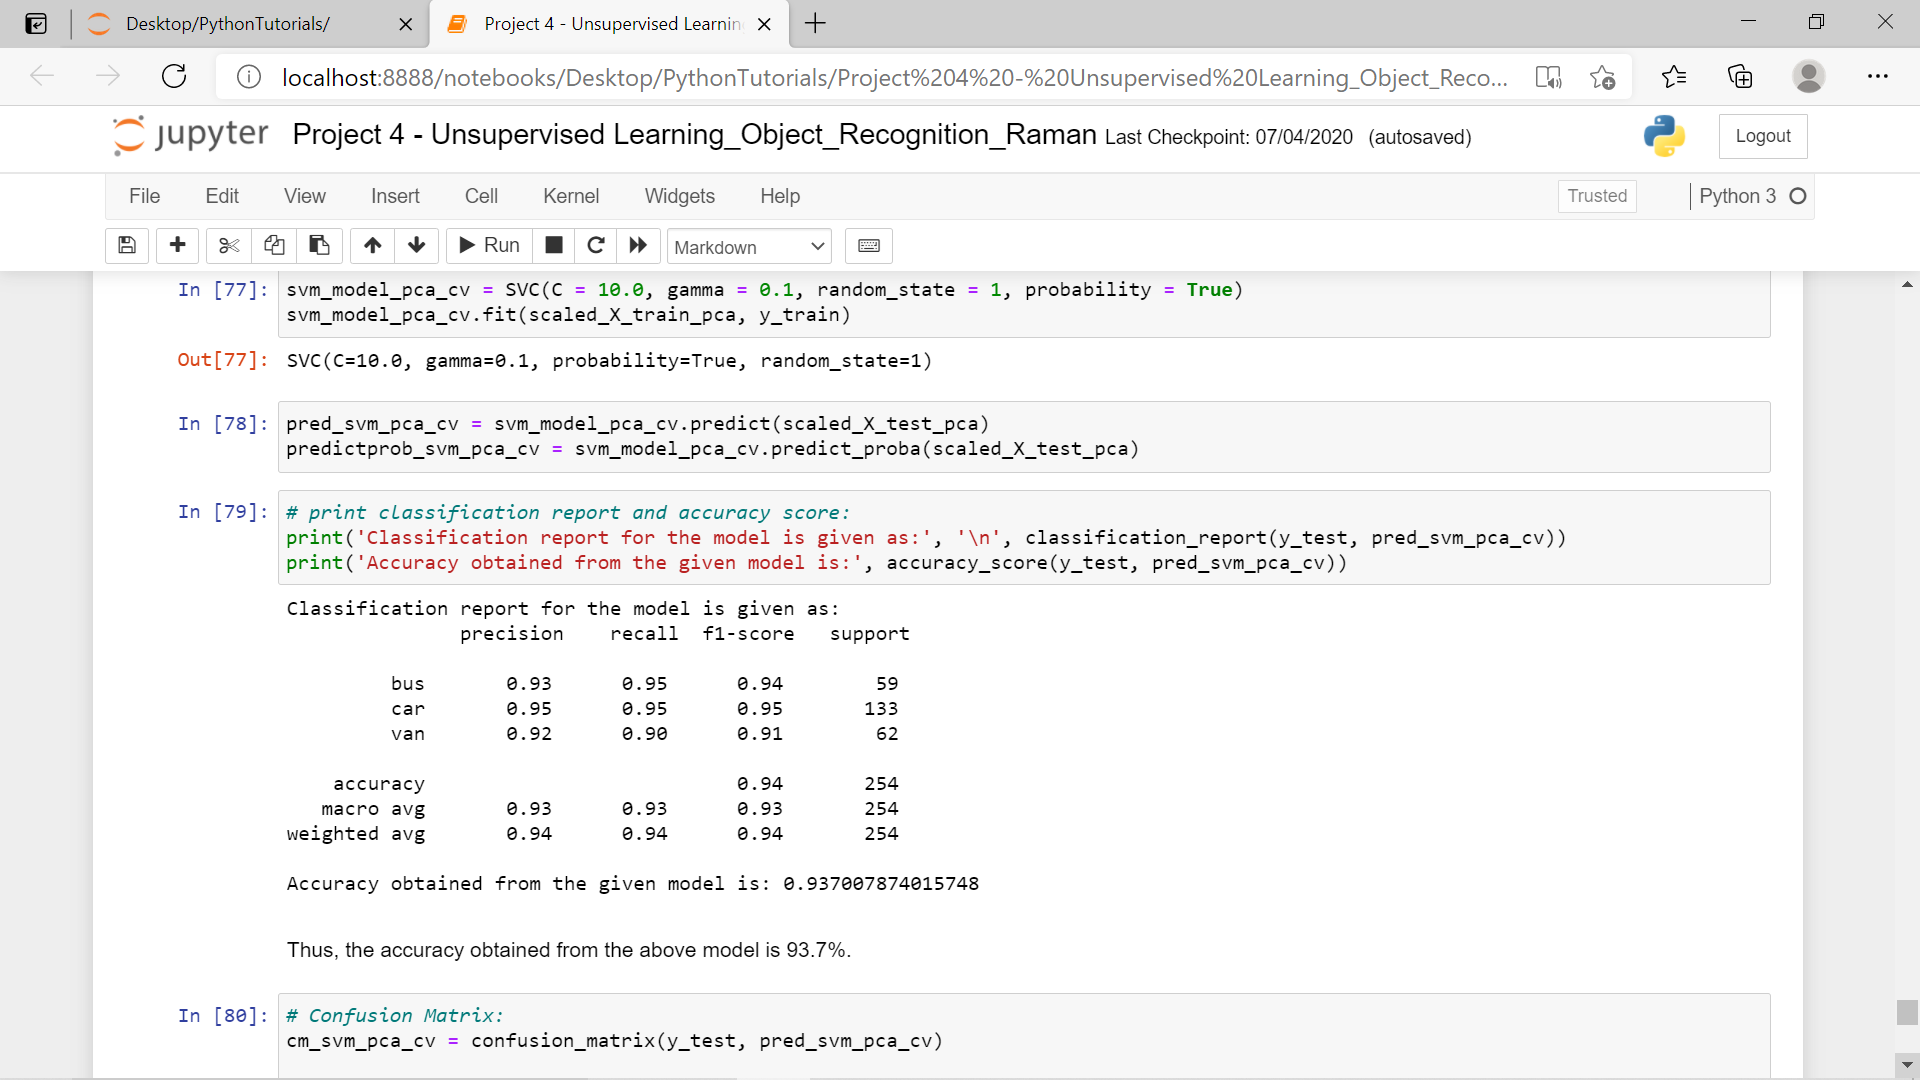 Desktop/PythonTutorials/
Project 4 - Unsupervised Learnin
localhost:8888/notebooks/Desktop/PythonTutorials/Project%204%20-%20Unsupervised%20Learning_Object_Reco...
jupyter Project 4 - Unsupervised Learning_Object_Recognition_Raman Last Checkpoint: 07/04/2020 (autosaved)
Logout
File Edit View Insert Cell Kernel Widgets Help
Trusted
Python 3
Run
Markdown
In [77]: svm_model_pca_cv = SVC(C = 10.0, gamma = 0.1, random_state = 1, probability = True)
svm_model_pca_cv.fit(scaled_X_train_pca, y_train)
Out[77]: SVC(C=10.0, gamma=0.1, probability=True, random_state=1)
In [78]: pred_svm_pca_cv = svm_model_pca_cv.predict(scaled_X_test_pca)
predictprob_svm_pca_cv = svm_model_pca_cv.predict_proba(scaled_X_test_pca)
In [79]: # print classification report and accuracy score:
print('Classification report for the model is given as:', '\n', classification_report(y_test, pred_svm_pca_cv))
print('Accuracy obtained from the given model is:', accuracy_score(y_test, pred_svm_pca_cv))
Classification report for the model is given as:
precision recall f1-score support
bus 0.93 0.95 0.94 59
car 0.95 0.95 0.95 133
van 0.92 0.90 0.91 62
accuracy 0.94 254
macro avg 0.93 0.93 0.93 254
weighted avg 0.94 0.94 0.94 254
Accuracy obtained from the given model is: 0.937007874015748
Thus, the accuracy obtained from the above model is 93.7%.
In [80]: # Confusion Matrix:
cm_svm_pca_cv = confusion_matrix(y_test, pred_svm_pca_cv)